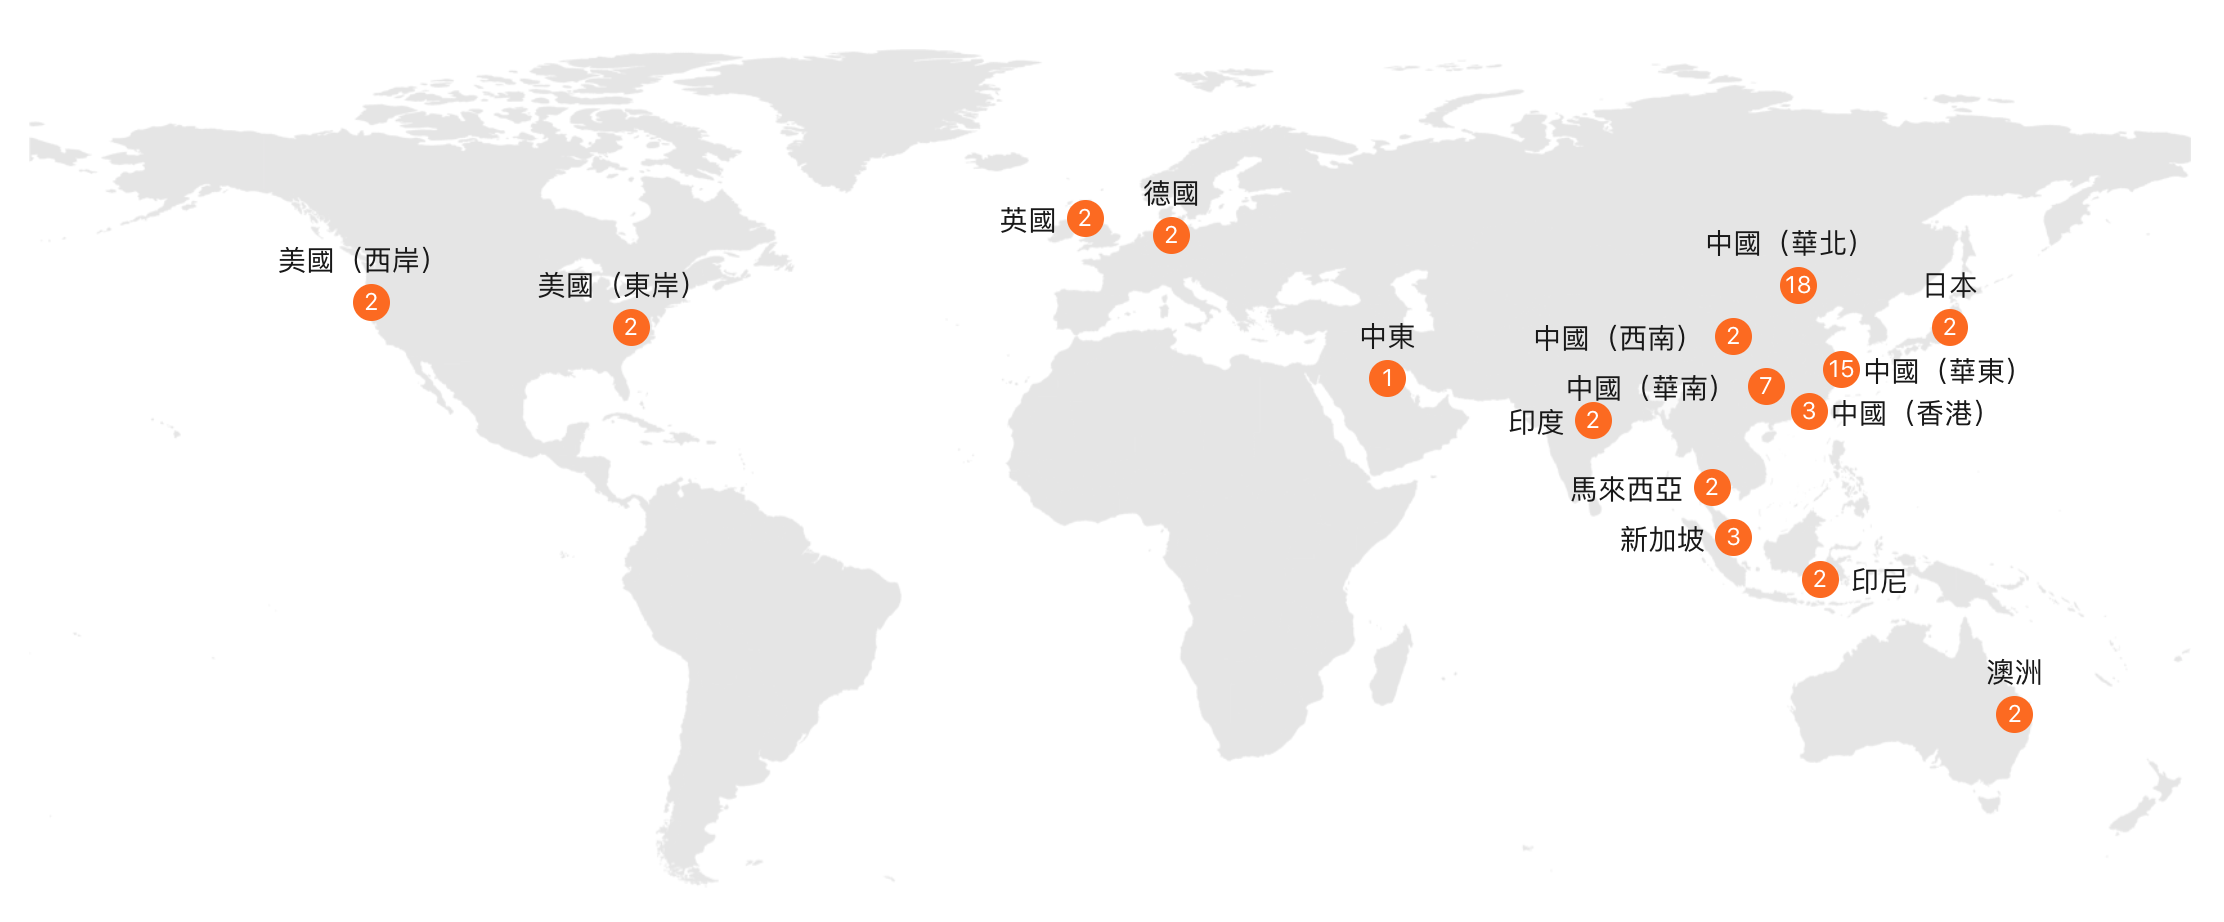 德國
2
英國
2
中國（華北）
18
美國（西岸）
2
美國（東岸）
2
日本
2
中東
1
中國（西南）
2
15
中國（華東）
中國（華南）
7
3
中國（香港）
印度
2
馬來西亞
2
新加坡
3
2
印尼
澳洲
2